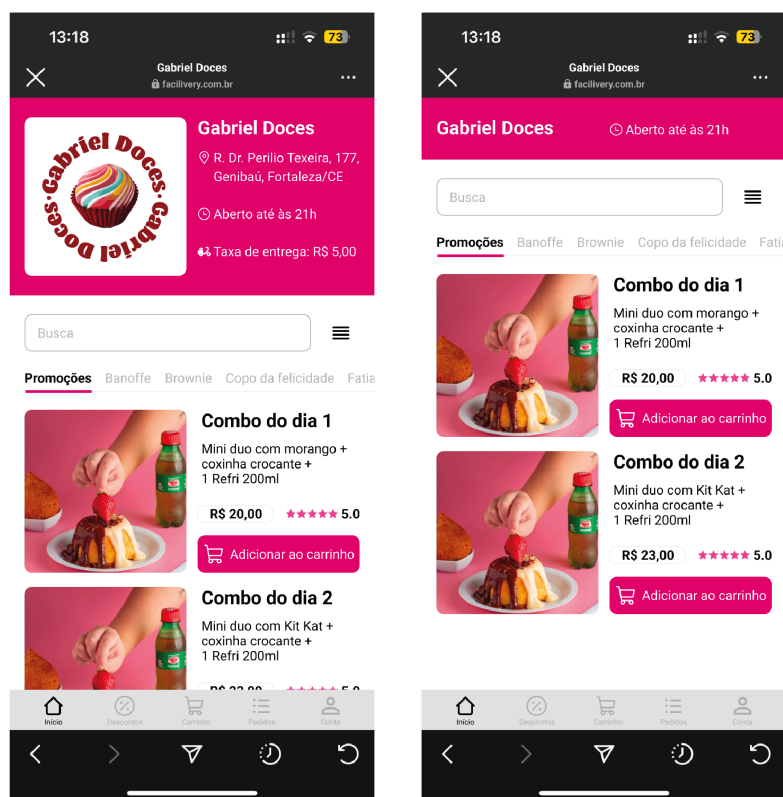 13:18
73
Gabriel Doces
facilivery.com.br
Gabriel Doces · Gabriel Doces ·
Gabriel Doces
R. Dr. Perilio Texeira, 177,
Genibaú, Fortaleza/CE
Aberto até às 21h
Taxa de entrega: R$ 5,00
Busca
Promoções Banoffe Brownie Copo da felicidade Fatia
Combo do dia 1
Mini duo com morango +
coxinha crocante +
1 Refri 200ml
R$ 20,00 5.0
Adicionar ao carrinho
Combo do dia 2
Mini duo com Kit Kat +
coxinha crocante +
1 Refri 200ml
R$ 23,00 5.0
Início Descontos Carrinho Pedidos Conta
13:18
73
Gabriel Doces
facilivery.com.br
Gabriel Doces Aberto até às 21h
Busca
Promoções Banoffe Brownie Copo da felicidade Fatia
Combo do dia 1
Mini duo com morango +
coxinha crocante +
1 Refri 200ml
R$ 20,00 5.0
Adicionar ao carrinho
Combo do dia 2
Mini duo com Kit Kat +
coxinha crocante +
1 Refri 200ml
R$ 23,00 5.0
Adicionar ao carrinho
Início Descontos Carrinho Pedidos Conta